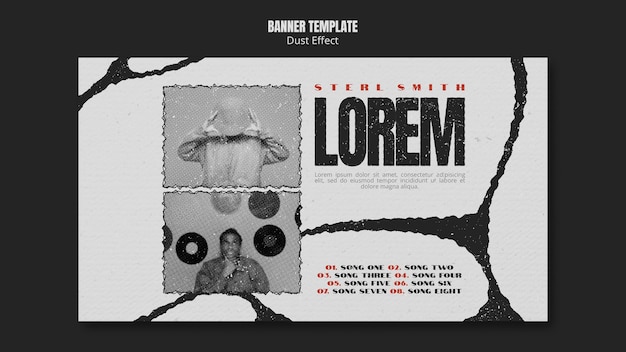 BANNER TEMPLATE
Dust Effect
STERL SMITH
LOREM
Lorem ipsum dolor sit amet, consectetur adipiscing
elit, sed do eiusmod tempor incididunt ut labore et
dolore magna aliqua.
01. SONG ONE 02. SONG TWO
03. SONG THREE 04. SONG FOUR
05. SONG FIVE 06. SONG SIX
07. SONG SEVEN 08. SONG EIGHT